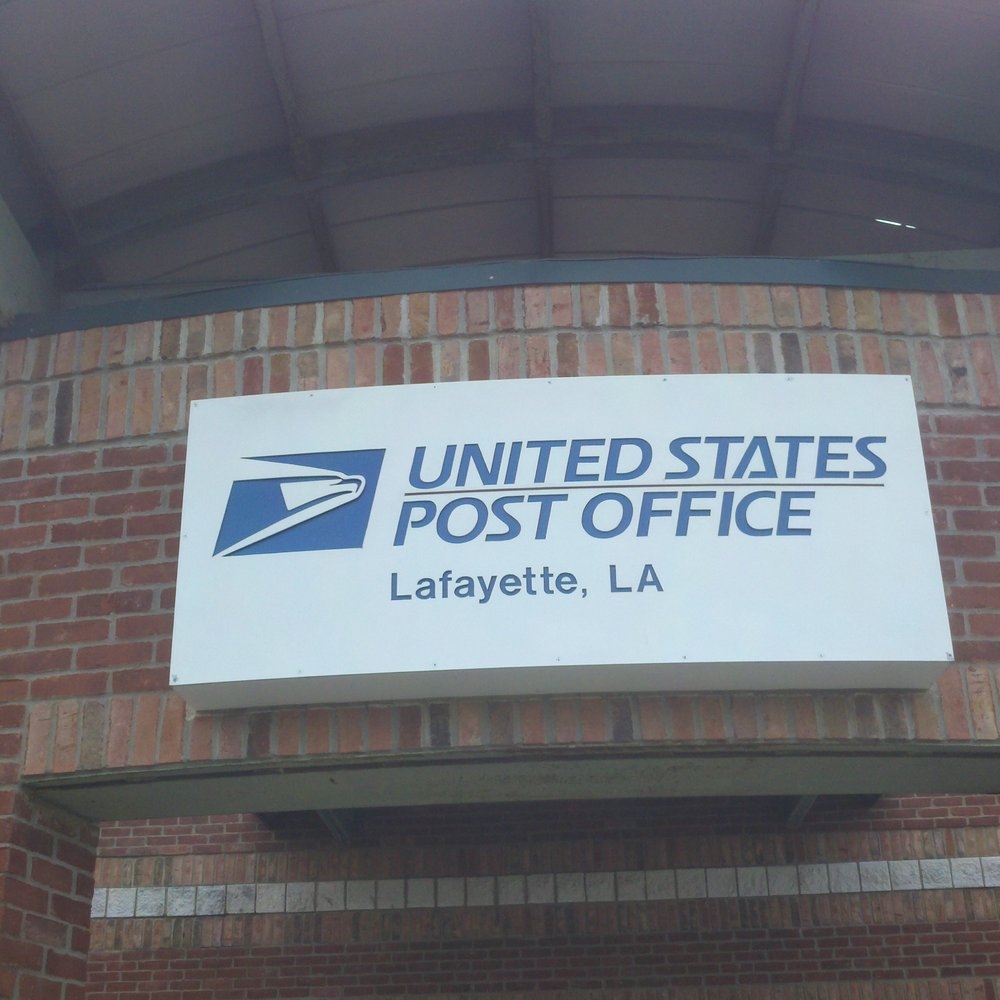 UNITED STATES
POST OFFICE
Lafayette, LA